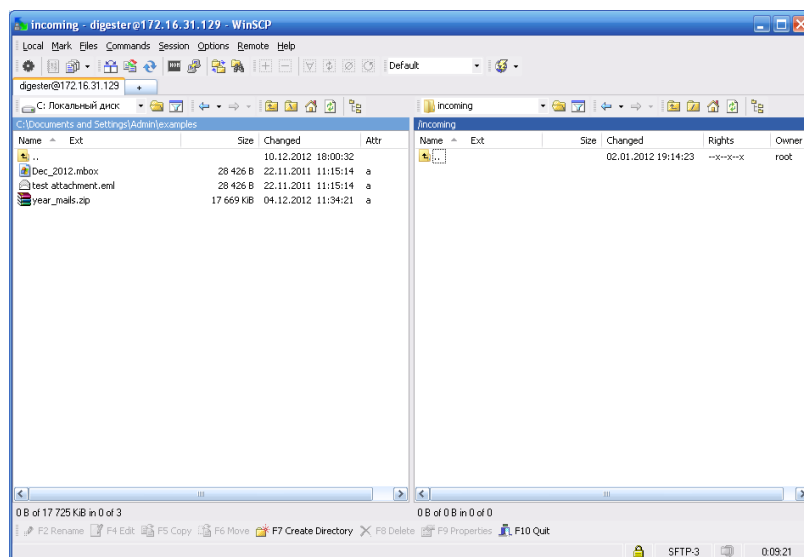 incoming - digester@172.16.31.129 - WinSCP
Local Mark Files Commands Session Options Remote Help
Default
digester@172.16.31.129 +
C: Локальный диск
incoming
C:\Documents and Settings\Admin\examples
/incoming
Name Ext Size Changed Attr
Name Ext Size Changed Rights Owner
.. 10.12.2012 18:00:32
.. 02.01.2012 19:14:23 --x--x--x root
Dec_2012.mbox 28 426 B 22.11.2011 11:15:14 a
test attachment.eml 28 426 B 22.11.2011 11:15:14 a
year_mails.zip 17 669 KiB 04.12.2012 11:34:21 a
0 B of 17 725 KiB in 0 of 3
0 B of 0 B in 0 of 0
F2 Rename F4 Edit F5 Copy F6 Move F7 Create Directory F8 Delete F9 Properties F10 Quit
SFTP-3 0:09:21